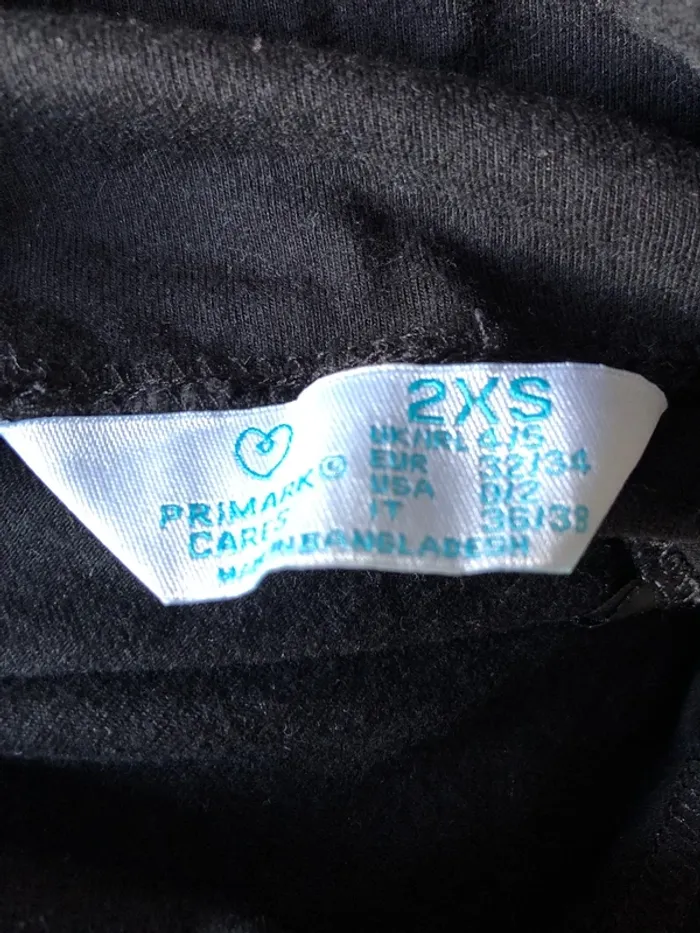 2XS
UK/IRL 4/6
EUR 32/34
USA 0/2
IT 36/38
PRIMARK®
CARES
MADE IN BANGLADESH